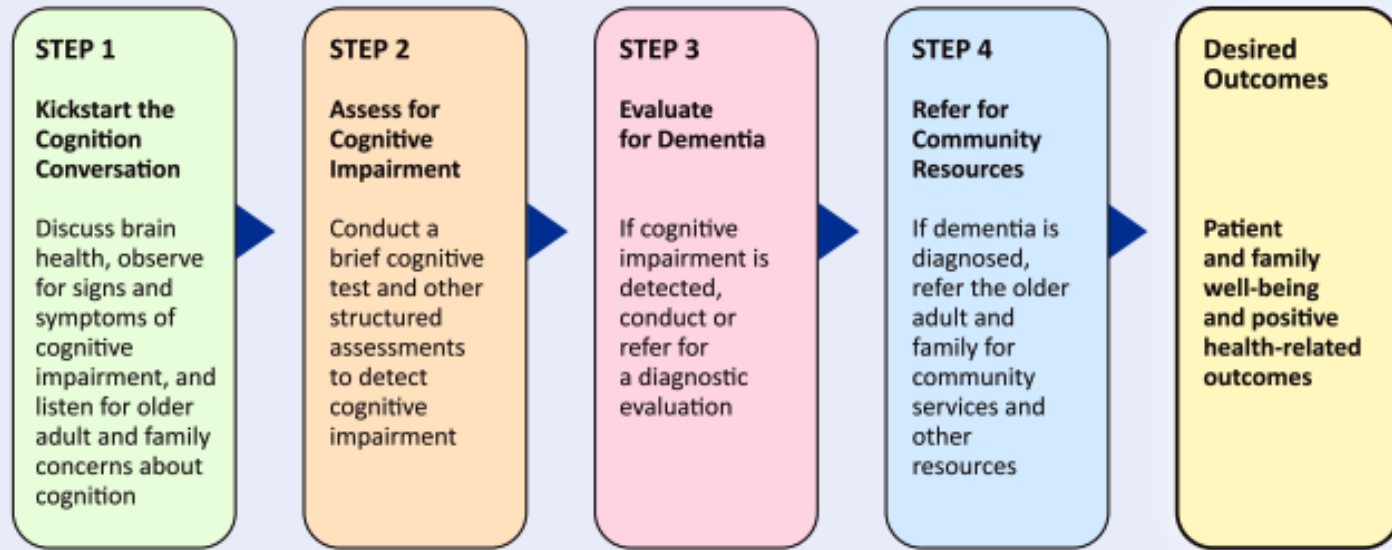 STEP 1
Kickstart the
Cognition
Conversation
Discuss brain
health, observe
for signs and
symptoms of
cognitive
impairment, and
listen for older
adult and family
concerns about
cognition
STEP 2
Assess for
Cognitive
Impairment
Conduct a
brief cognitive
test and other
structured
assessments
to detect
cognitive
impairment
STEP 3
Evaluate
for Dementia
If cognitive
impairment is
detected,
conduct or
refer for
a diagnostic
evaluation
STEP 4
Refer for
Community
Resources
If dementia is
diagnosed,
refer the older
adult and
family for
community
services and
other
resources
Desired
Outcomes
Patient
and family
well-being
and positive
health-related
outcomes